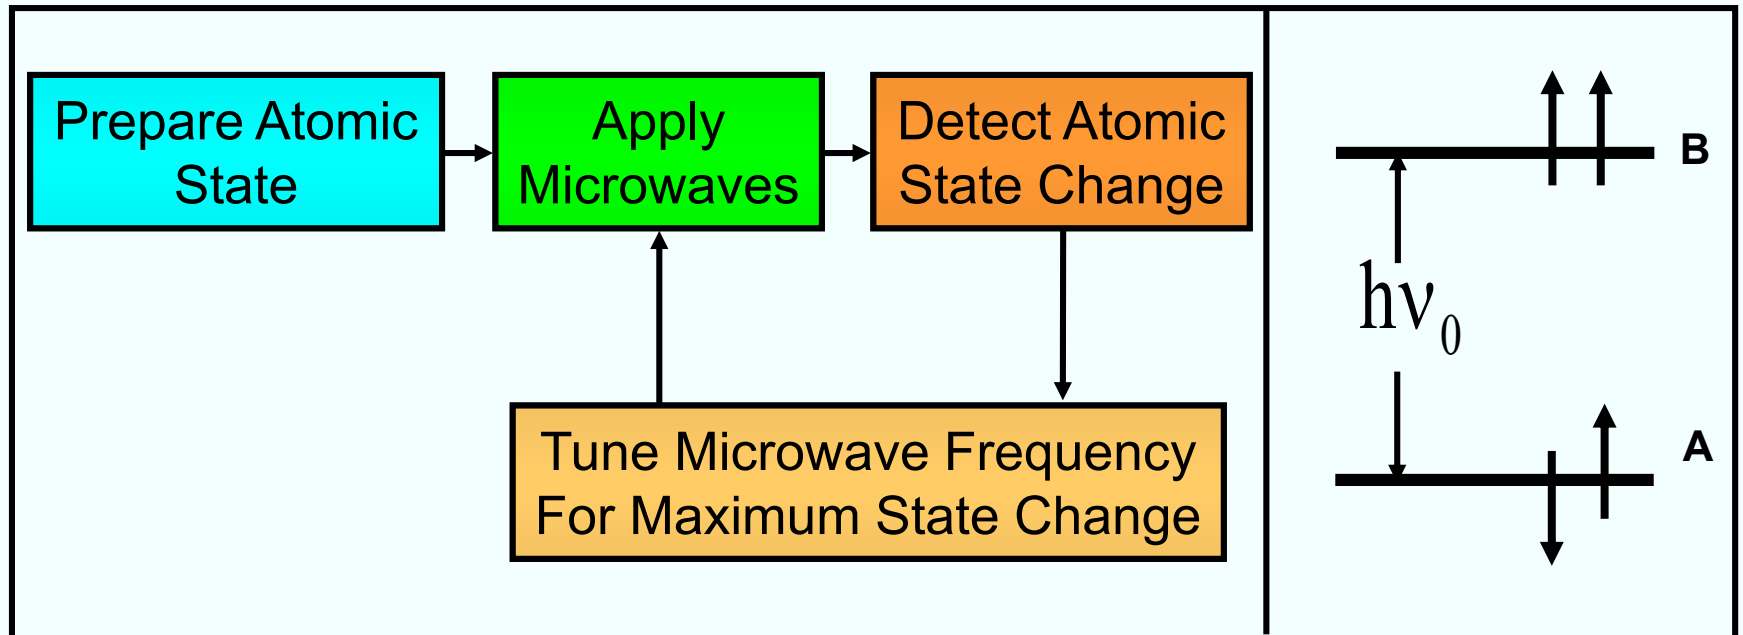 Prepare Atomic
State
Apply
Microwaves
Detect Atomic
State Change
Tune Microwave Frequency
For Maximum State Change
B
hν₀
A